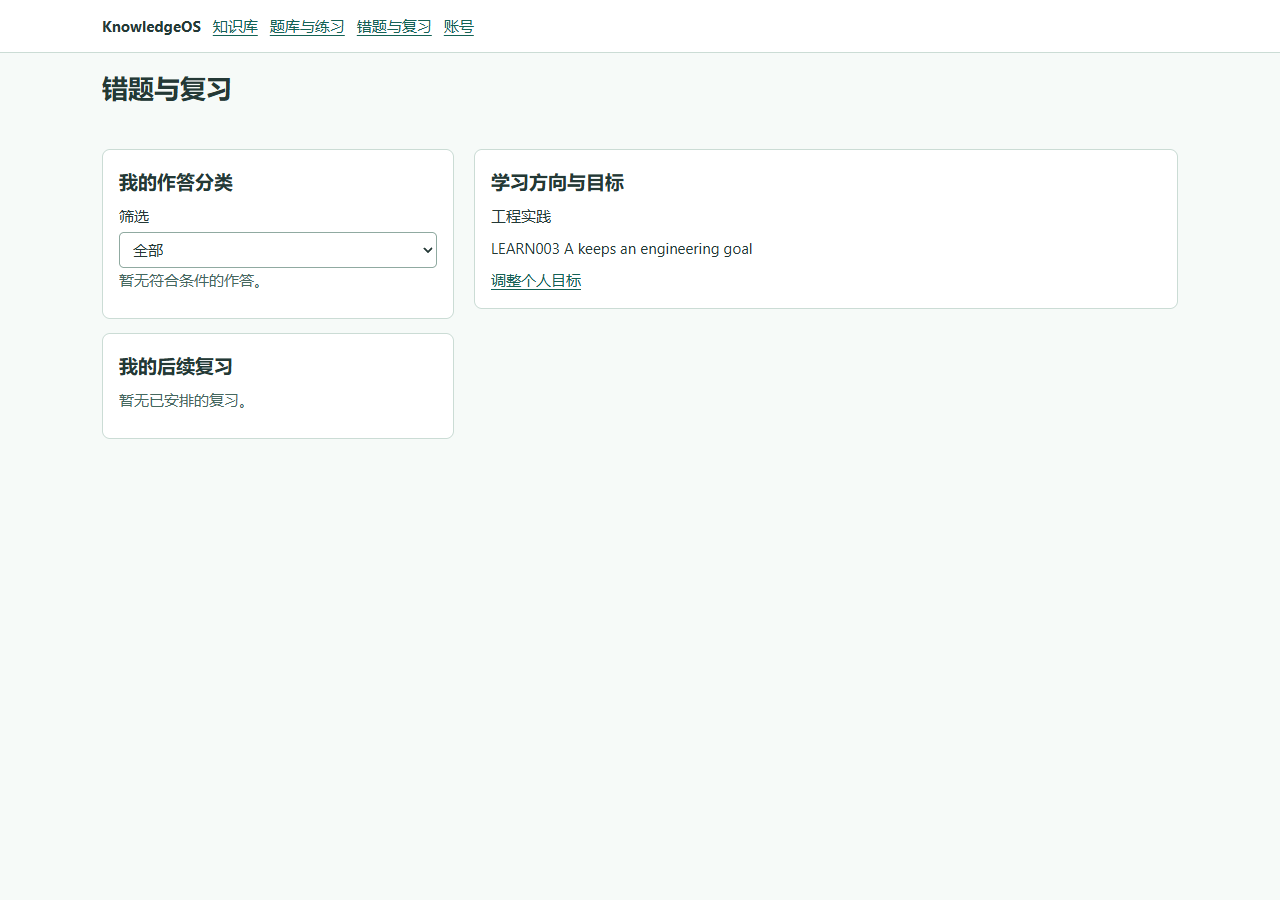 KnowledgeOS 知识库 题库与练习 错题与复习 账号
错题与复习
我的作答分类
筛选
全部
暂无符合条件的作答。
我的后续复习
暂无已安排的复习。
学习方向与目标
工程实践
LEARN003 A keeps an engineering goal
调整个人目标